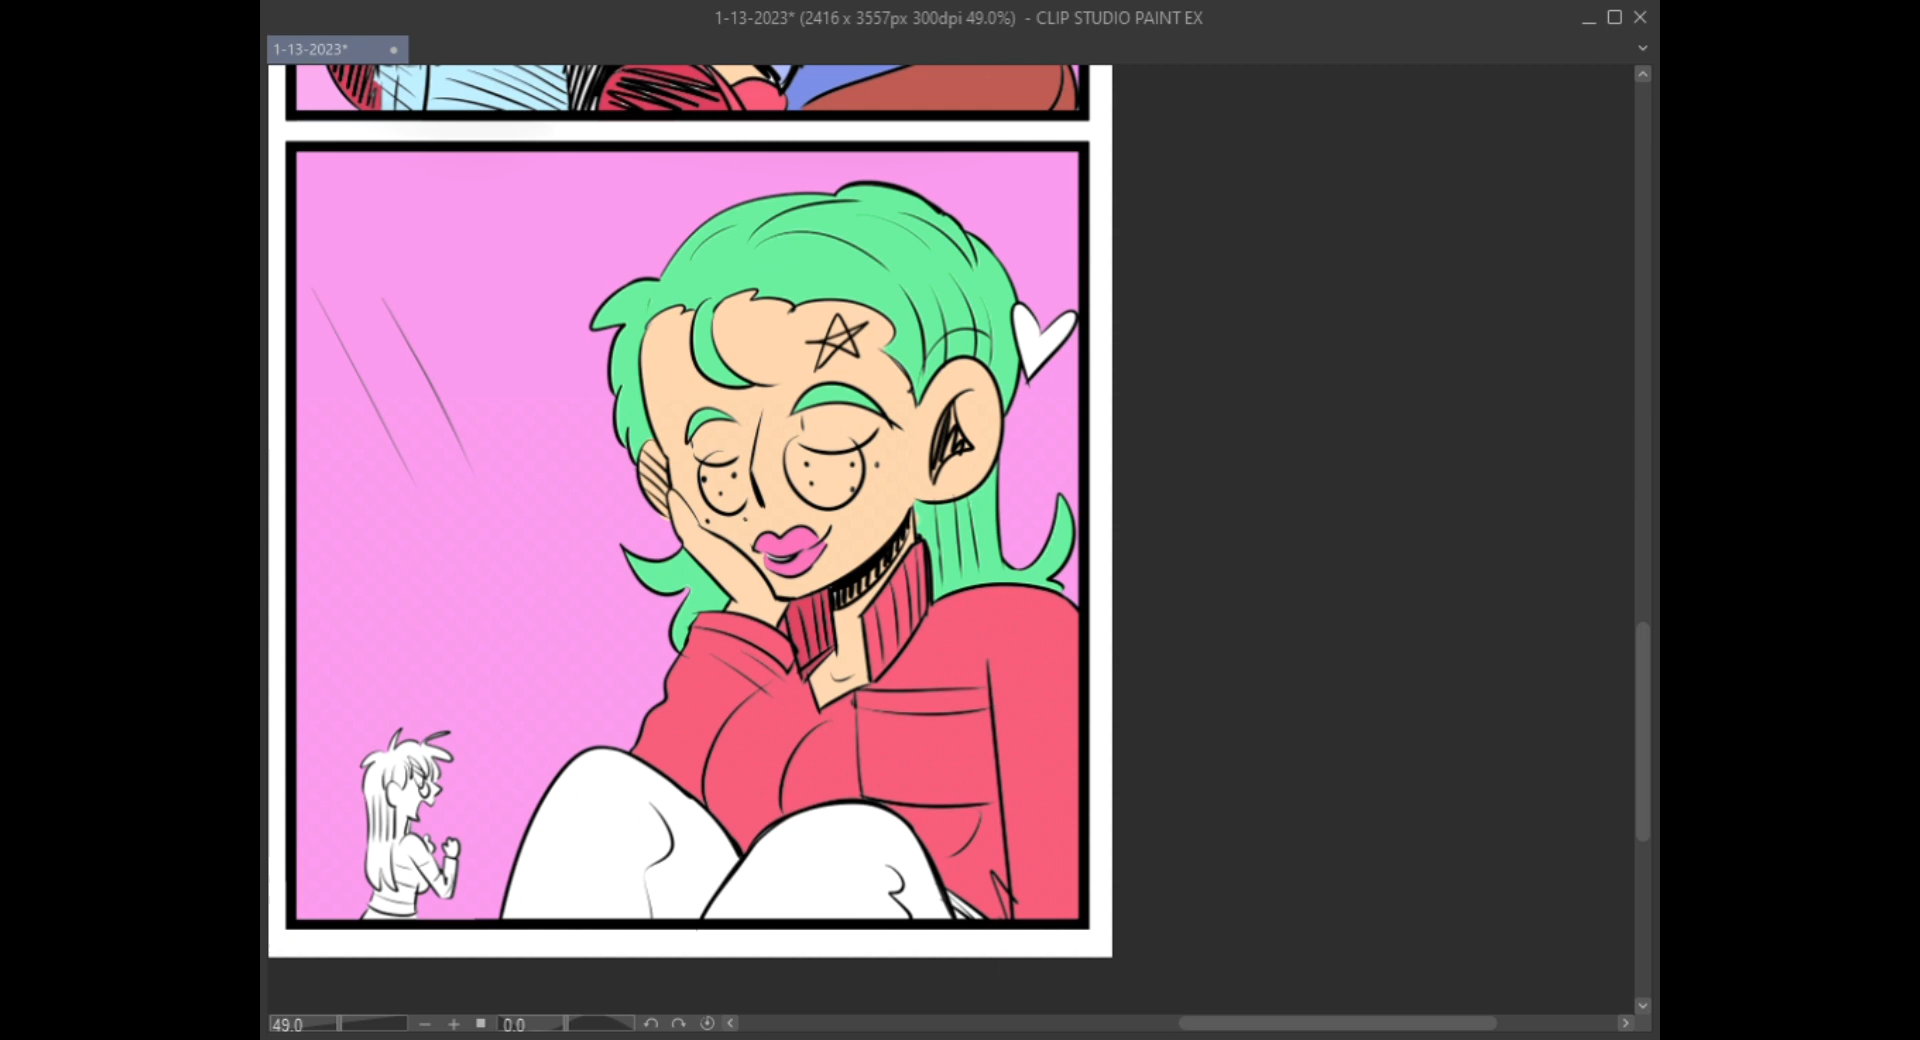 1-13-2023* (2416 x 3557px 300dpi 49.0%) - CLIP STUDIO PAINT EX
1-13-2023*
49.0
0.0